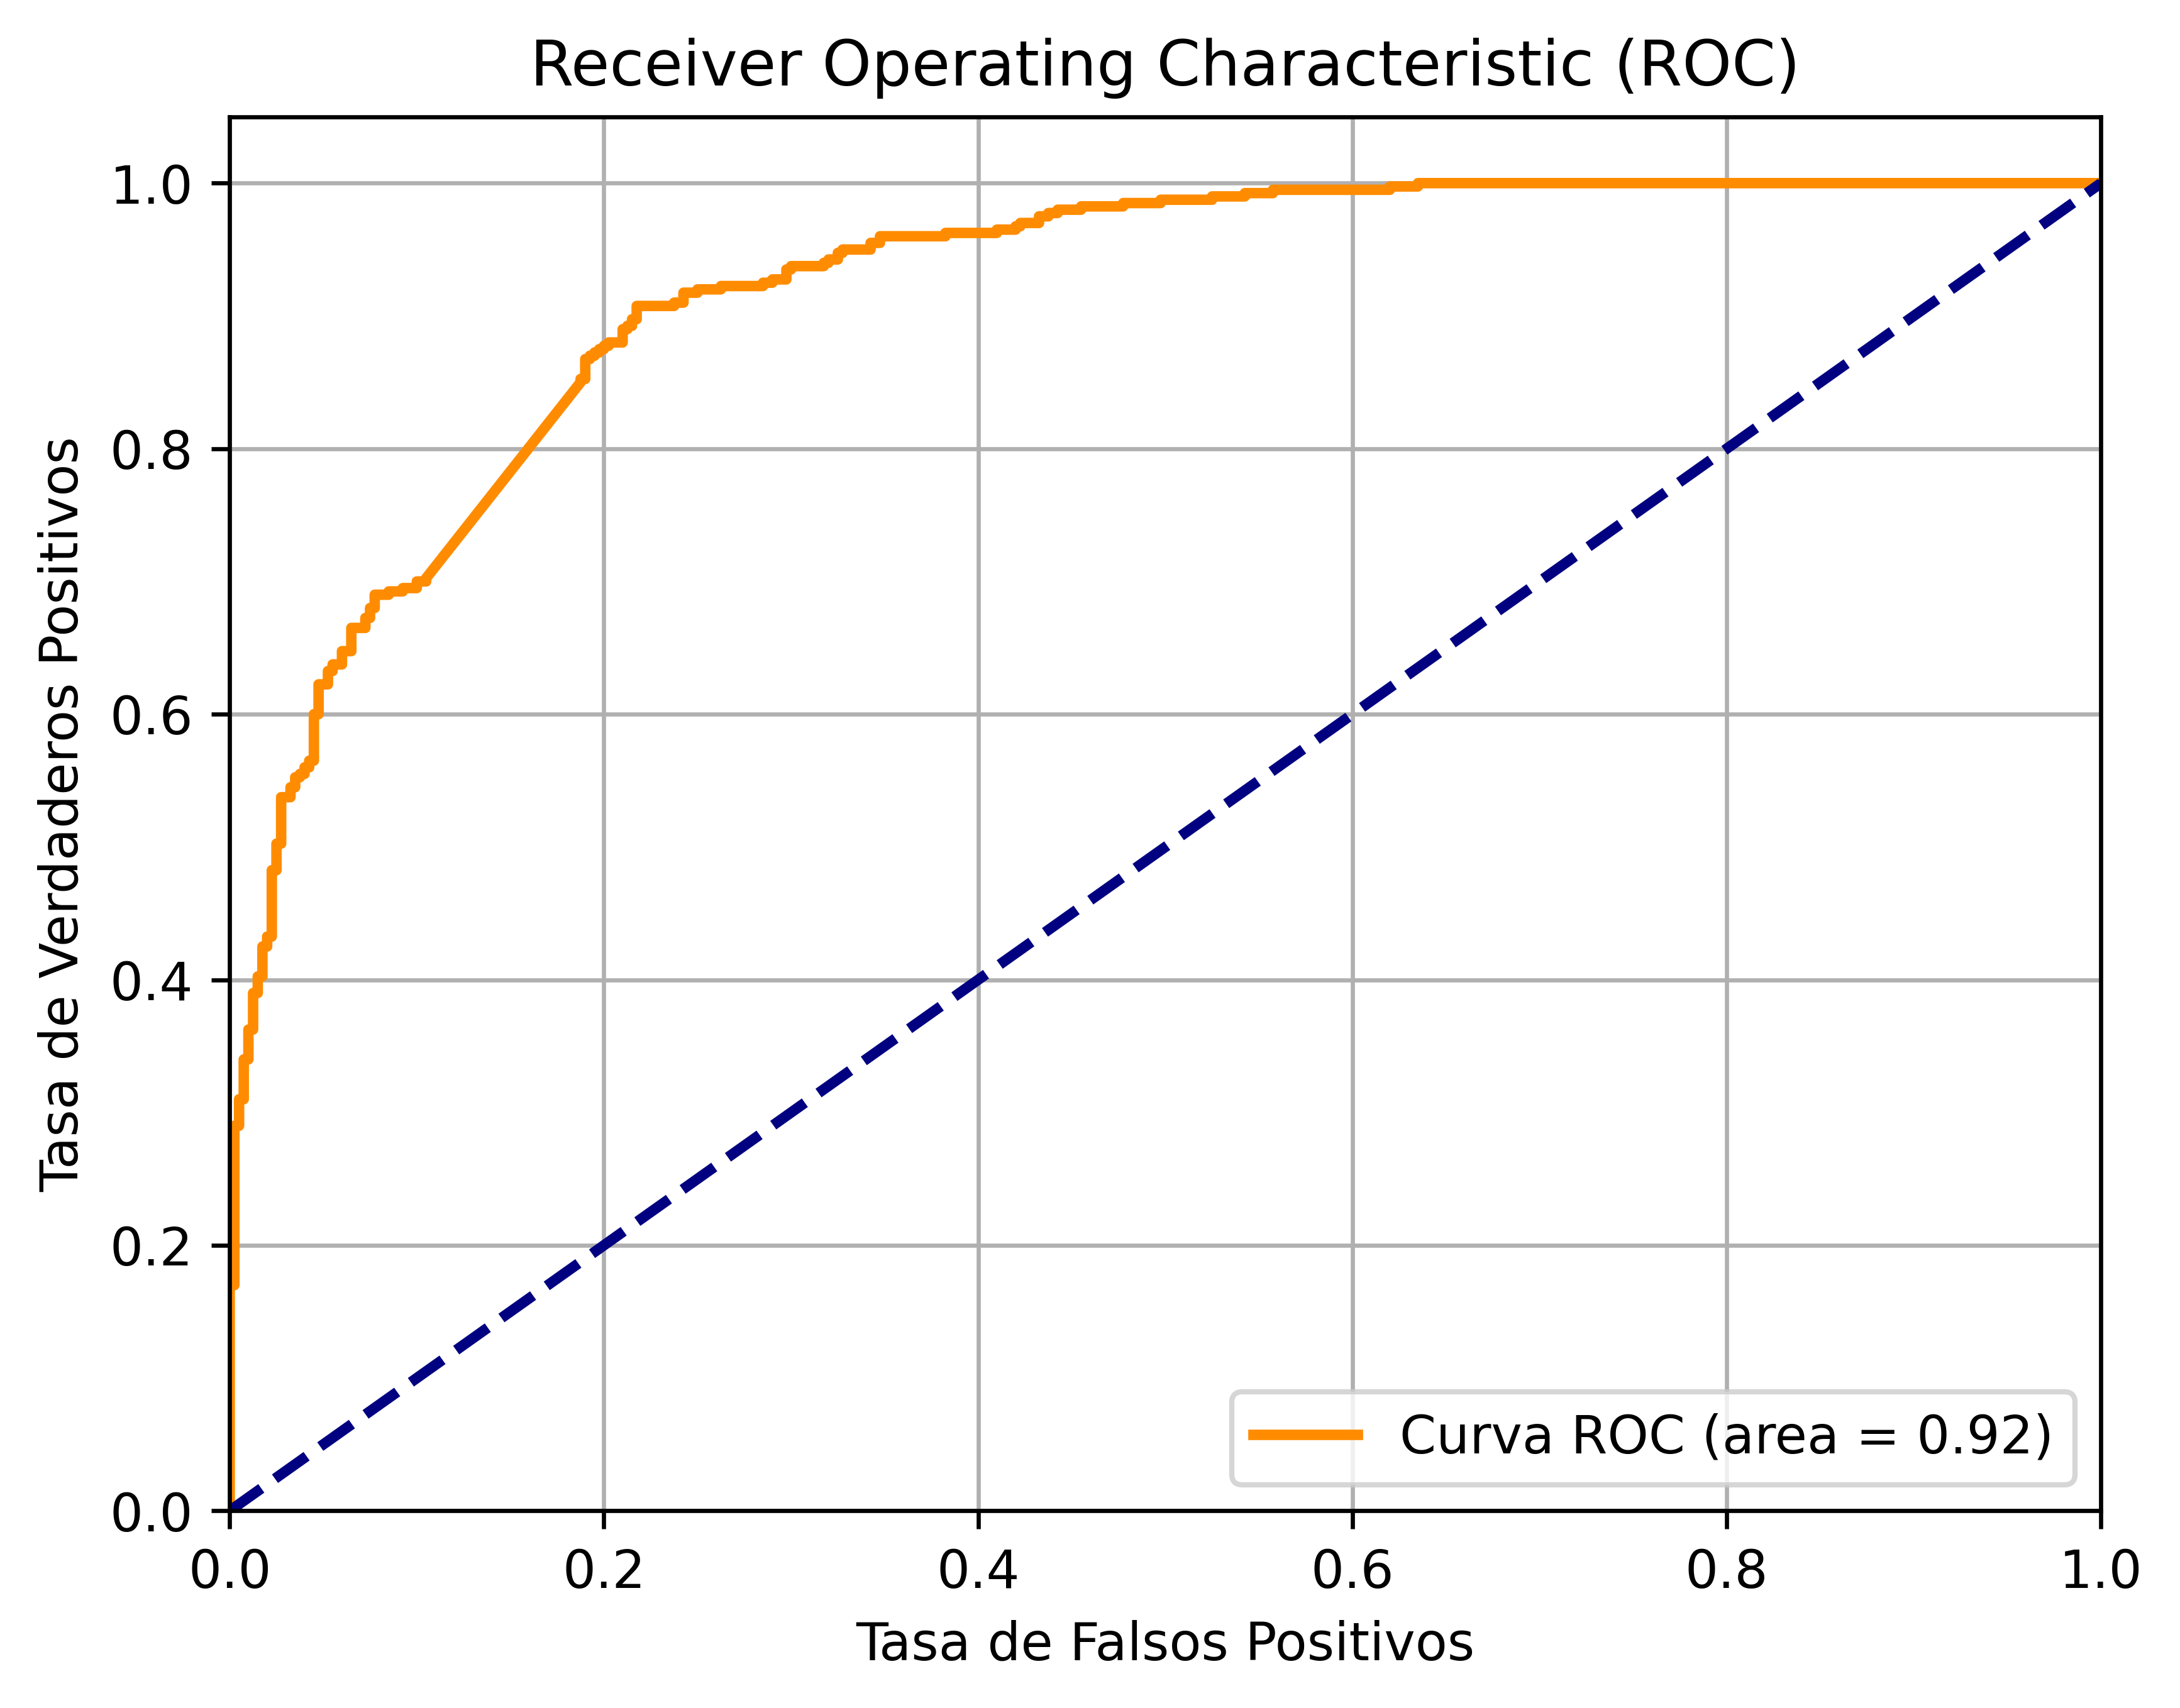 Receiver Operating Characteristic (ROC)
1.0
0.8
0.6
0.4
0.2
0.0
Tasa de Verdaderos Positivos
Curva ROC (area = 0.92)
0.0 0.2 0.4 0.6 0.8 1.0
Tasa de Falsos Positivos